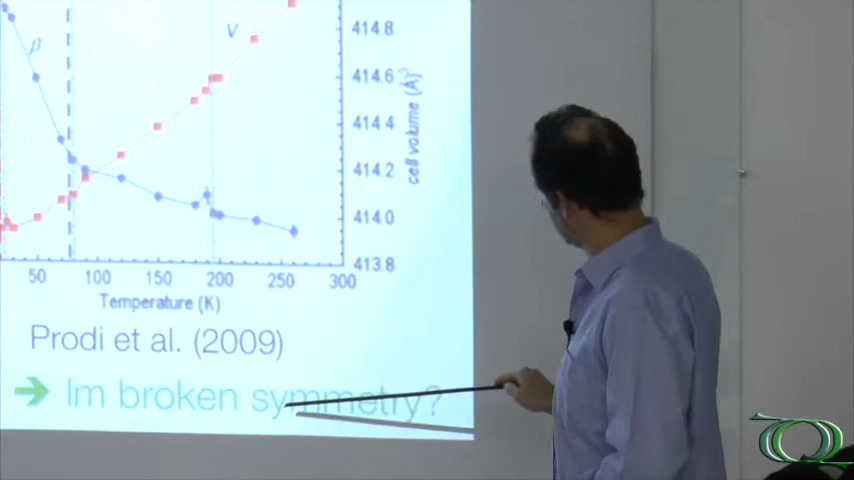 β
V
414.8
414.6
414.4
414.2
414.0
413.8
cell volume (Å³)
50 100 150 200 250 300
Temperature (K)
Prodi et al. (2009)
➔ Im broken symmetry?